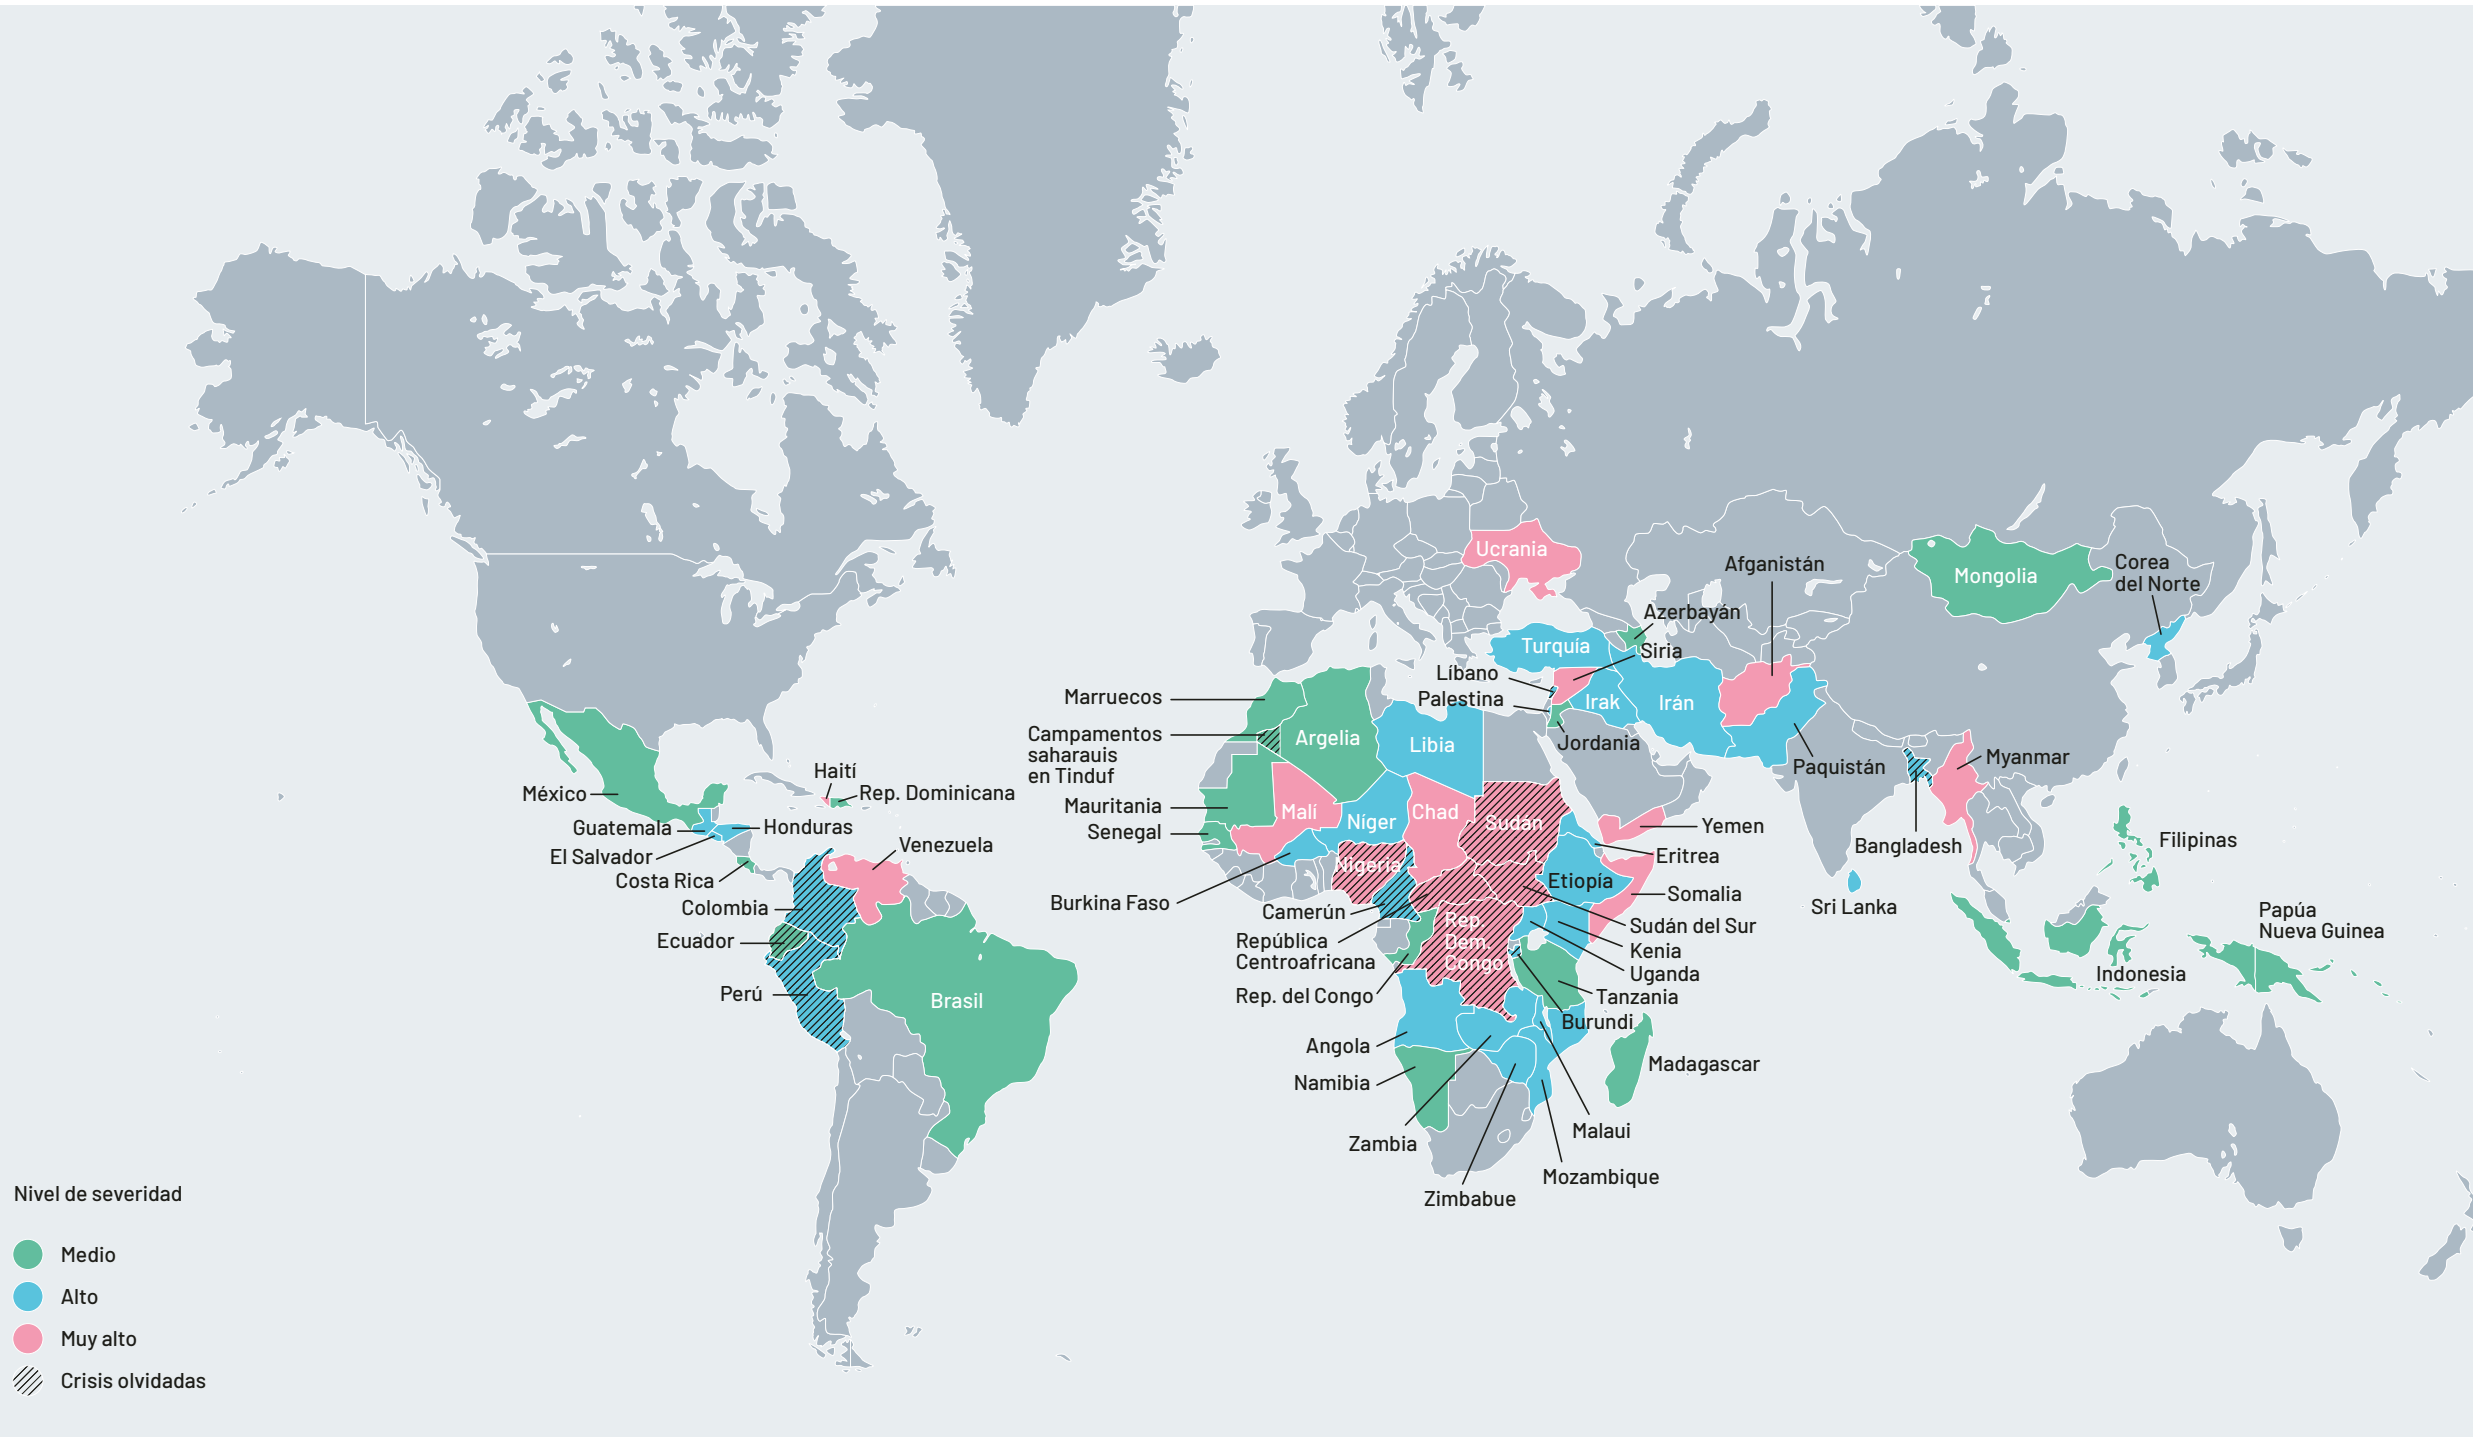 Ucrania
Afganistán
Mongolia
Corea
del Norte
Azerbayán
Turquía
Siria
Líbano
Palestina
Irak
Irán
Marruecos
Campamentos
saharauis
en Tinduf
Argelia
Libia
Jordania
Paquistán
Myanmar
Haití
Rep. Dominicana
México
Mauritania
Malí
Níger
Chad
Sudán
Yemen
Guatemala
Honduras
Senegal
Bangladesh
Filipinas
El Salvador
Venezuela
Nigeria
Eritrea
Costa Rica
Etiopía
Somalia
Burkina Faso
Sri Lanka
Colombia
Camerún
Rep.
Dem.
Congo
Sudán del Sur
Papúa
Nueva Guinea
Ecuador
República
Centroafricana
Kenia
Uganda
Indonesia
Perú
Brasil
Rep. del Congo
Tanzania
Burundi
Angola
Madagascar
Namibia
Zambia
Malaui
Mozambique
Zimbabue
Nivel de severidad
Medio
Alto
Muy alto
Crisis olvidadas